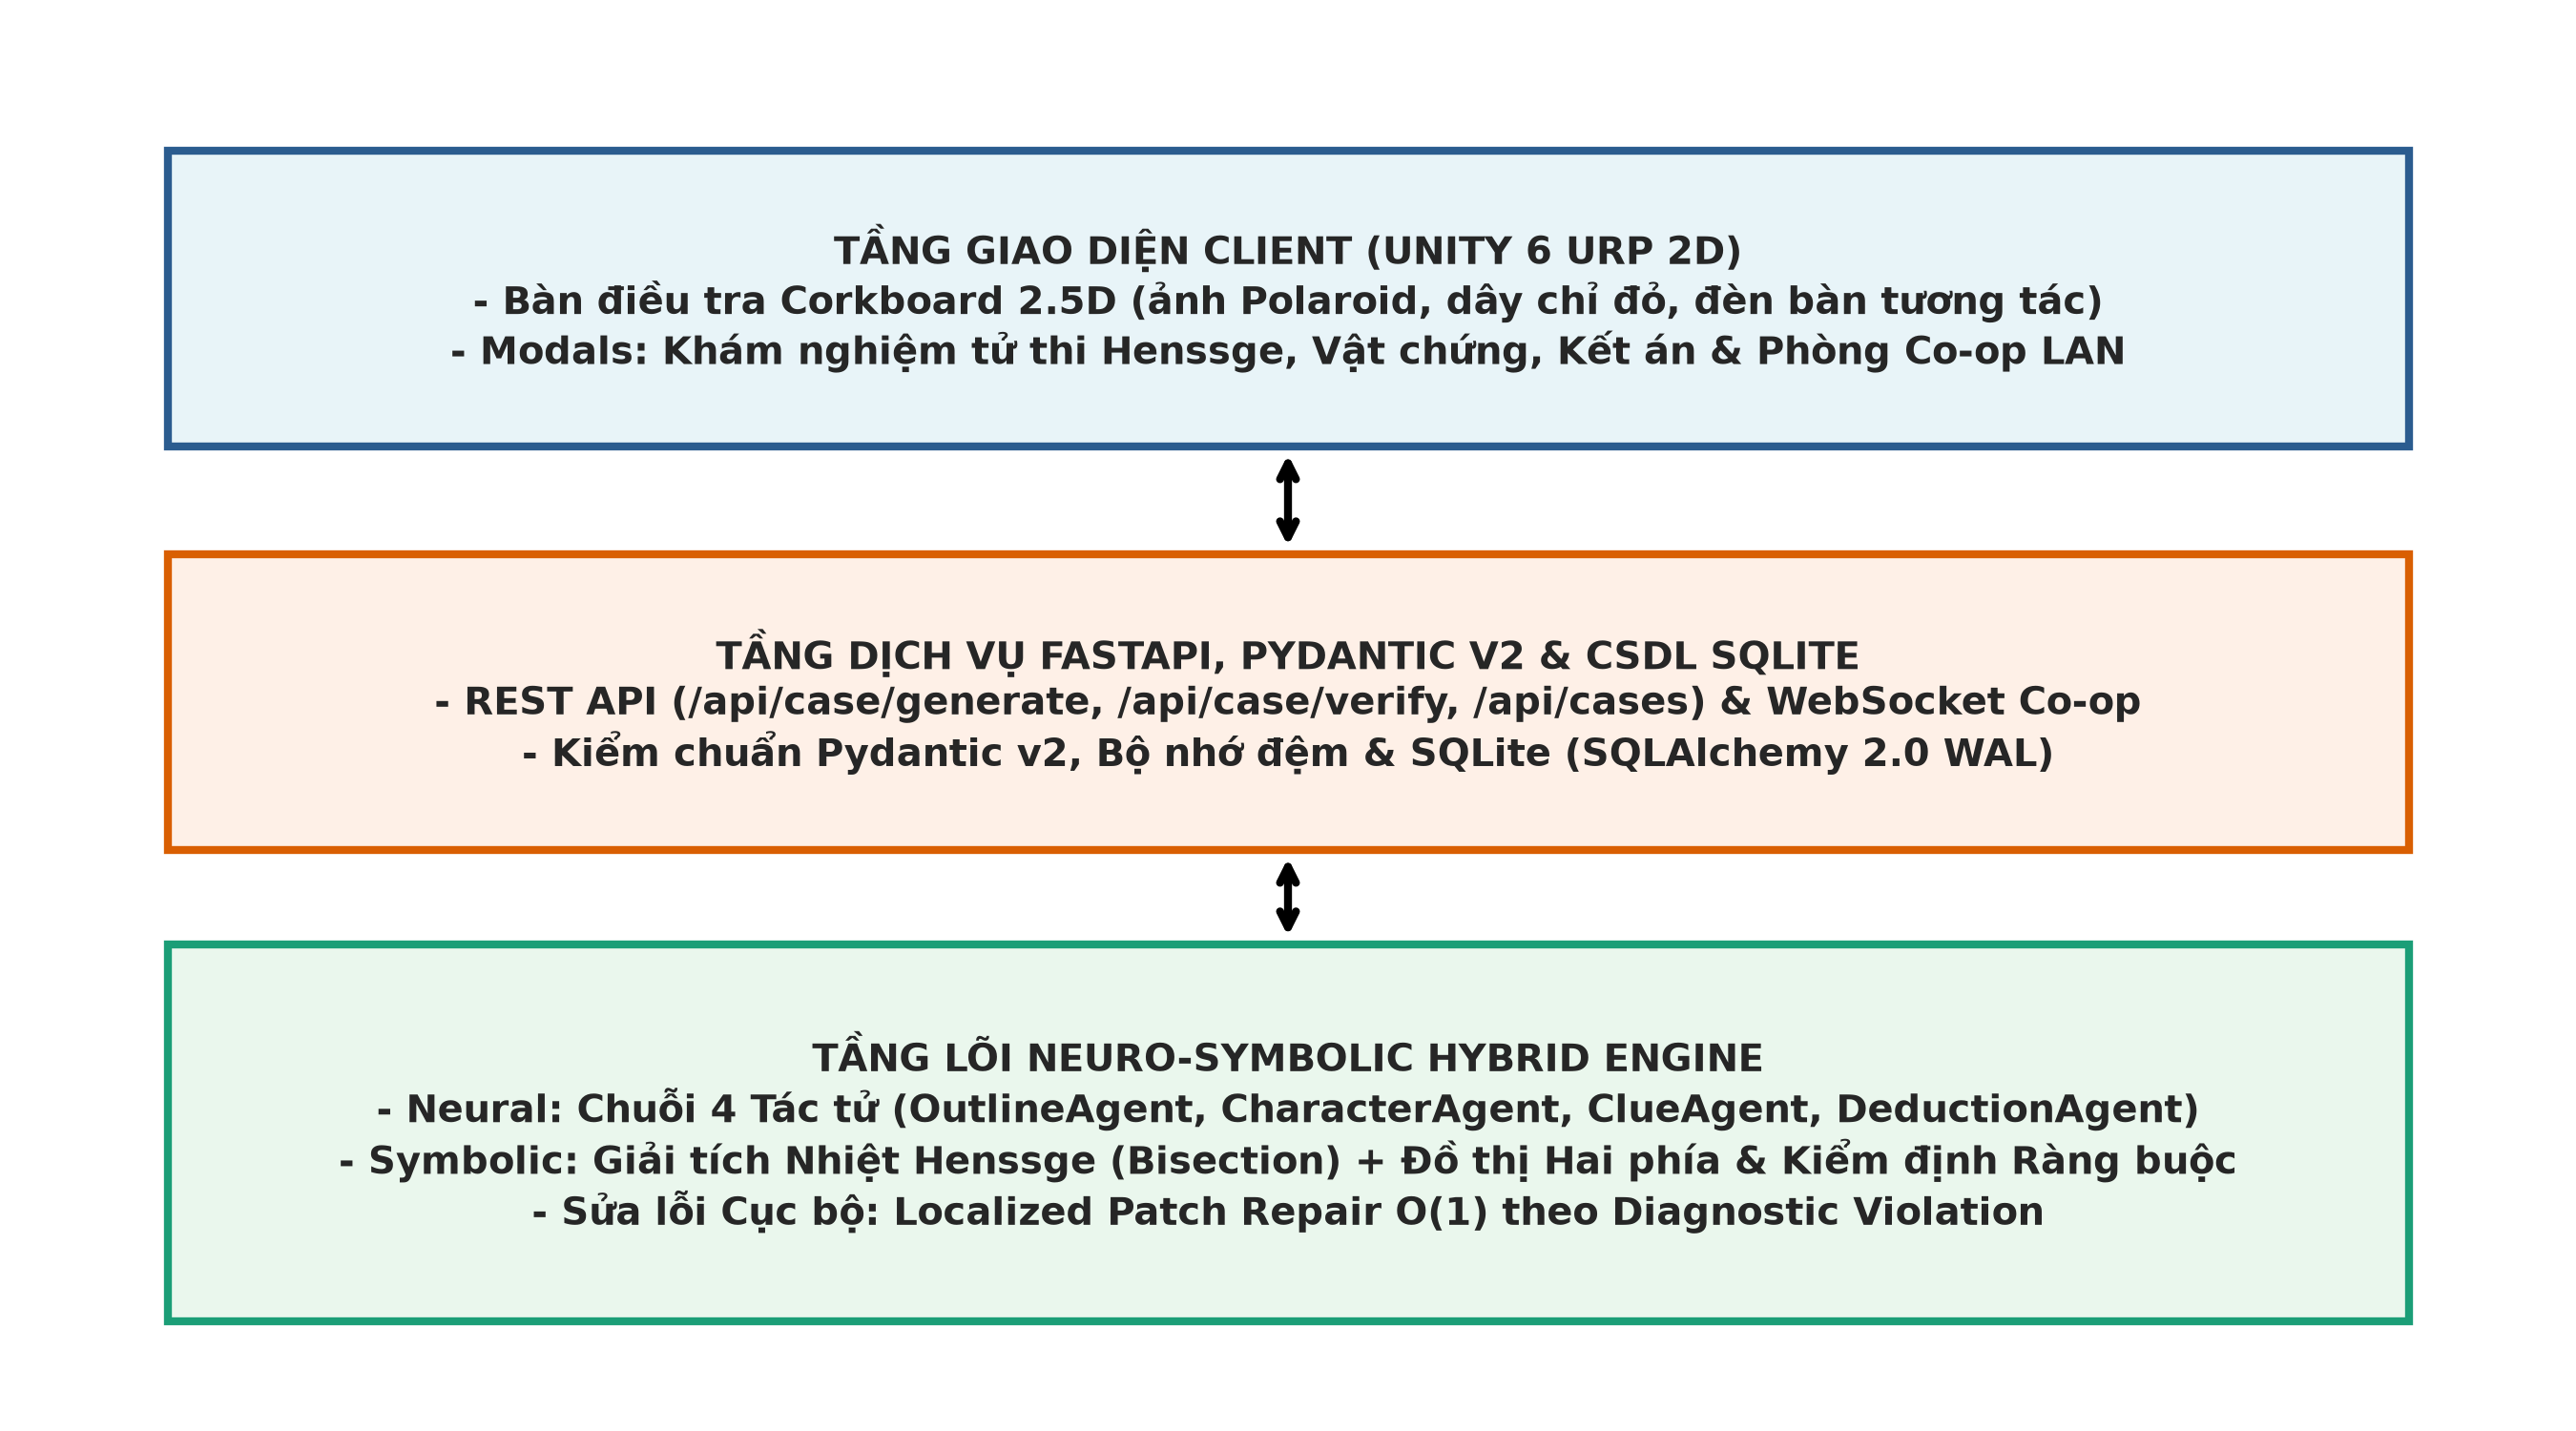 TẦNG GIAO DIỆN CLIENT (UNITY 6 URP 2D)
- Bàn điều tra Corkboard 2.5D (ảnh Polaroid, dây chỉ đỏ, đèn bàn tương tác)
- Modals: Khám nghiệm tử thi Henssge, Vật chứng, Kết án & Phòng Co-op LAN
TẦNG DỊCH VỤ FASTAPI, PYDANTIC V2 & CSDL SQLITE
- REST API (/api/case/generate, /api/case/verify, /api/cases) & WebSocket Co-op
- Kiểm chuẩn Pydantic v2, Bộ nhớ đệm & SQLite (SQLAlchemy 2.0 WAL)
TẦNG LÕI NEURO-SYMBOLIC HYBRID ENGINE
- Neural: Chuỗi 4 Tác tử (OutlineAgent, CharacterAgent, ClueAgent, DeductionAgent)
- Symbolic: Giải tích Nhiệt Henssge (Bisection) + Đồ thị Hai phía & Kiểm định Ràng buộc
- Sửa lỗi Cục bộ: Localized Patch Repair O(1) theo Diagnostic Violation